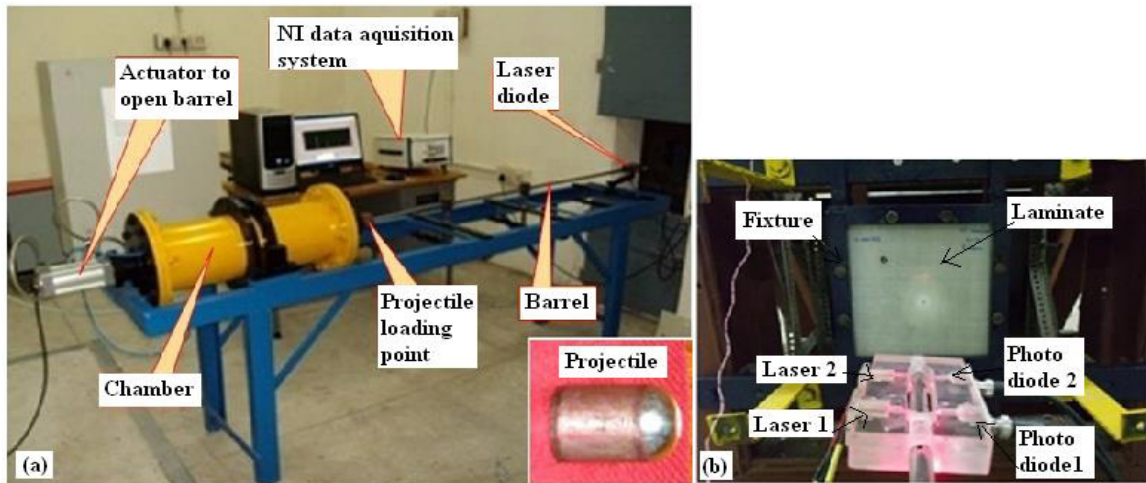 NI data aquisition
system
Actuator to
open barrel
Laser
diode
Projectile
loading
point
Barrel
Chamber
Projectile
(a)
Fixture
Laminate
Laser 2
Photo
diode 2
Laser 1
Photo
diode1
(b)